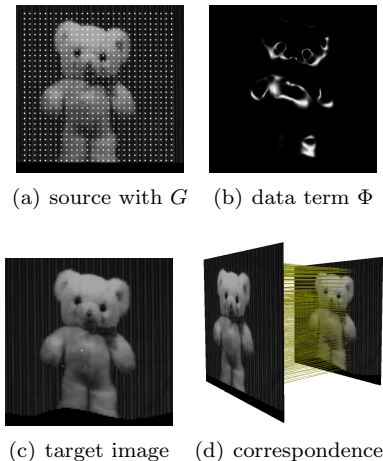 (a) source with G
(b) data term Φ
(c) target image
(d) correspondence